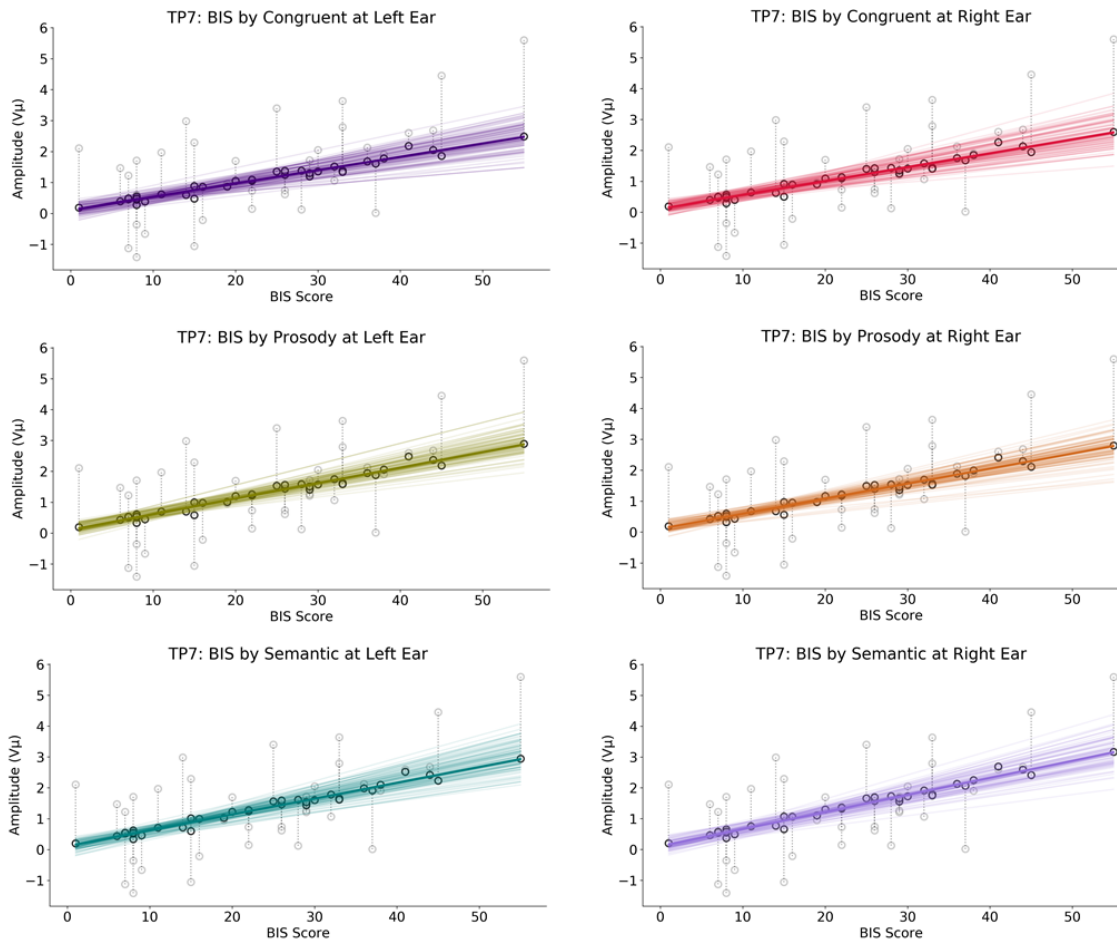 TP7: BIS by Congruent at Left Ear
6
5
4
3
2
1
0
−1
Amplitude (Vμ)
0 10 20 30 40 50
BIS Score
TP7: BIS by Congruent at Right Ear
6
5
4
3
2
1
0
−1
Amplitude (Vμ)
0 10 20 30 40 50
BIS Score
TP7: BIS by Prosody at Left Ear
6
5
4
3
2
1
0
−1
Amplitude (Vμ)
0 10 20 30 40 50
BIS Score
TP7: BIS by Prosody at Right Ear
6
5
4
3
2
1
0
−1
Amplitude (Vμ)
0 10 20 30 40 50
BIS Score
TP7: BIS by Semantic at Left Ear
6
5
4
3
2
1
0
−1
Amplitude (Vμ)
0 10 20 30 40 50
BIS Score
TP7: BIS by Semantic at Right Ear
6
5
4
3
2
1
0
−1
Amplitude (Vμ)
0 10 20 30 40 50
BIS Score